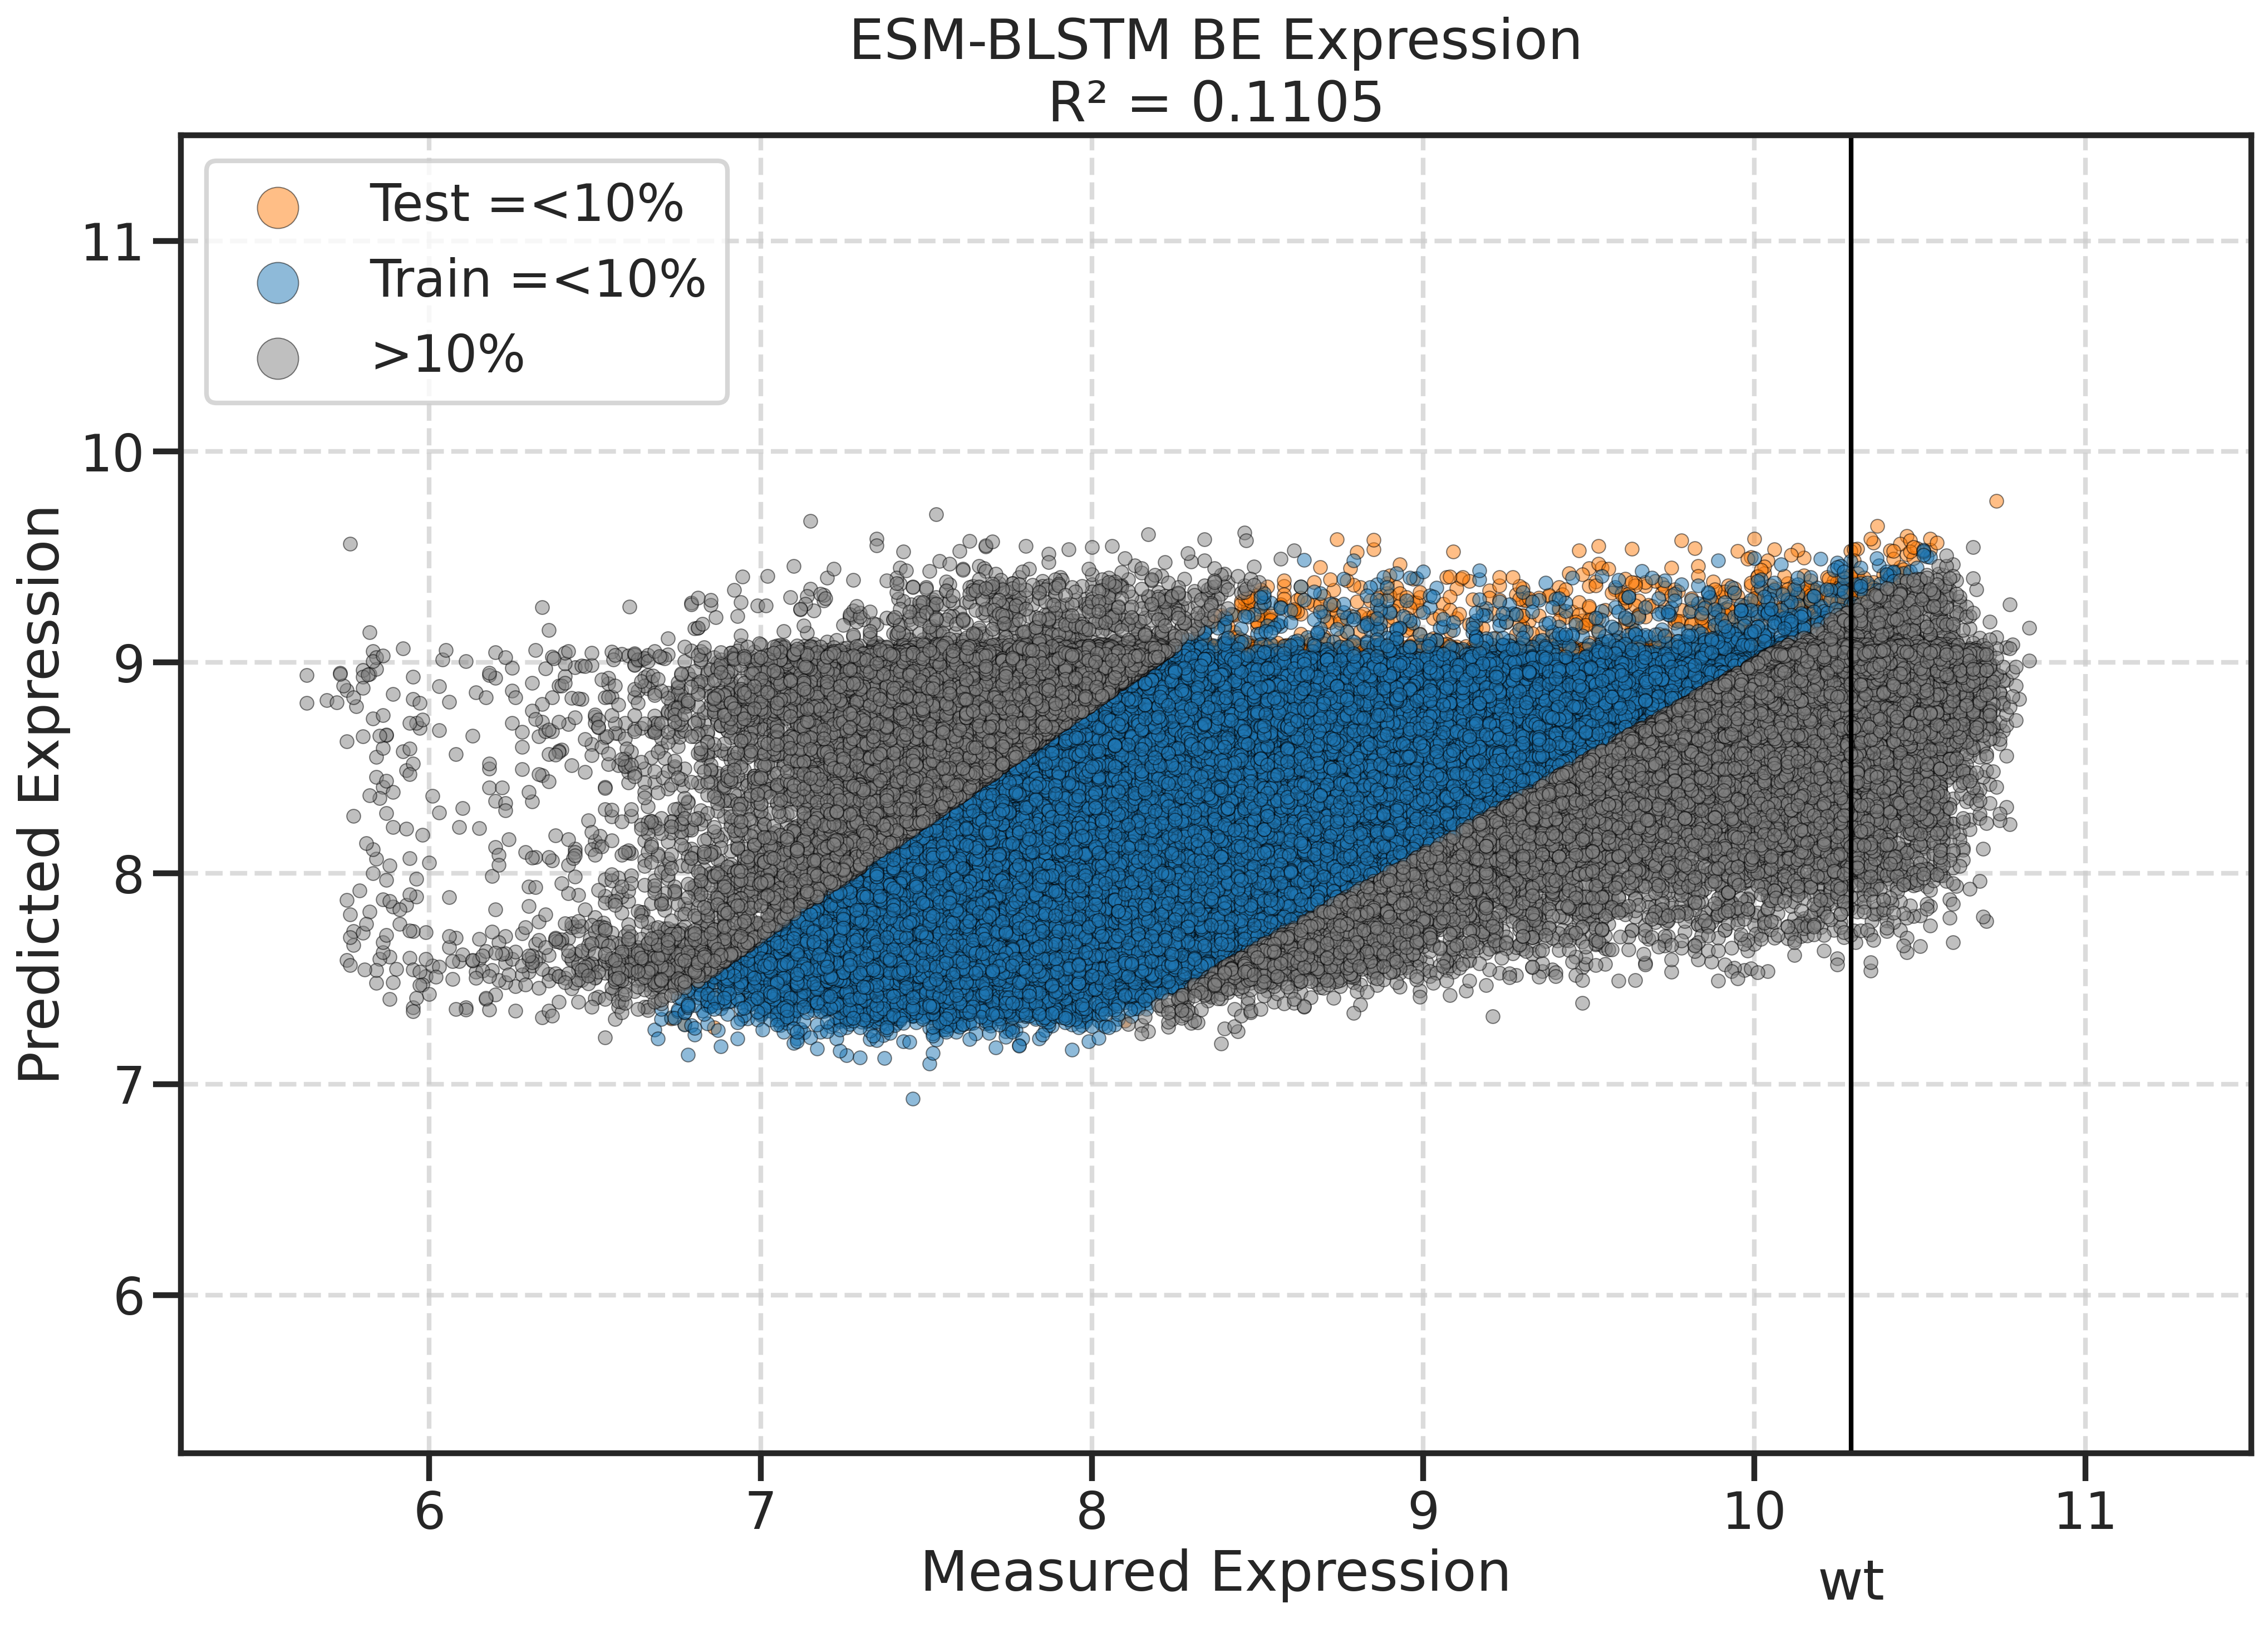 ESM-BLSTM BE Expression
R² = 0.1105
Test =<10%
Train =<10%
>10%
11
10
9
8
7
6
Predicted Expression
6
7
8
9
10
11
Measured Expression
wt